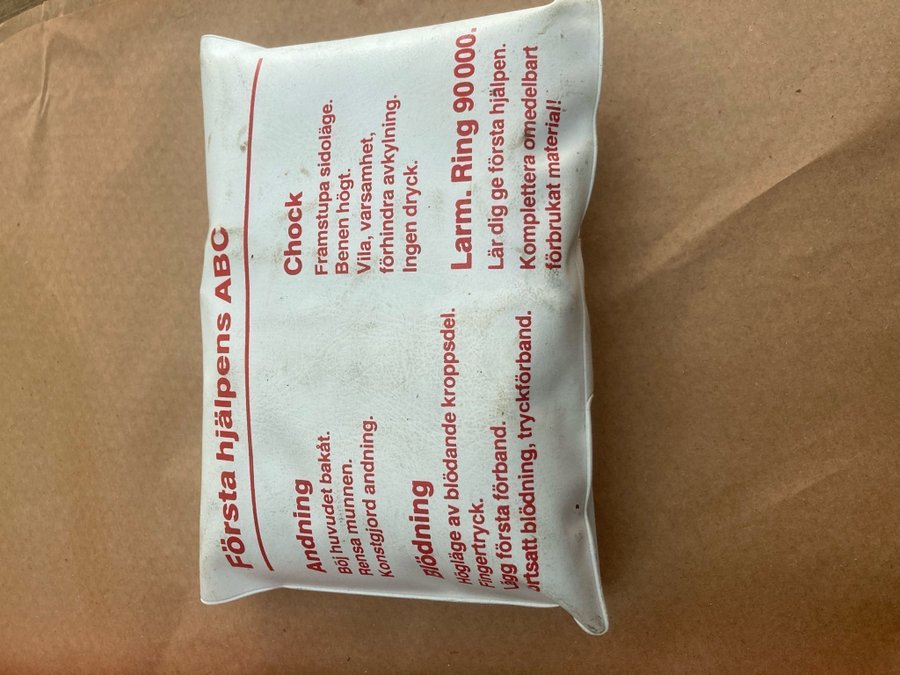 Första hjälpens ABC
Andning
Böj huvudet bakåt.
Rensa munnen.
Konstgjord andning.
Blödning
Högläge av blödande kroppsdel.
Fingertryck.
Lägg första förband.
ortsatt blödning, tryckförband.
Chock
Framstupa sidoläge.
Benen högt.
Vila, varsamhet,
förhindra avkylning.
Ingen dryck.
Larm. Ring 90 000.
Lär dig ge första hjälpen.
Komplettera omedelbart
förbrukat material!